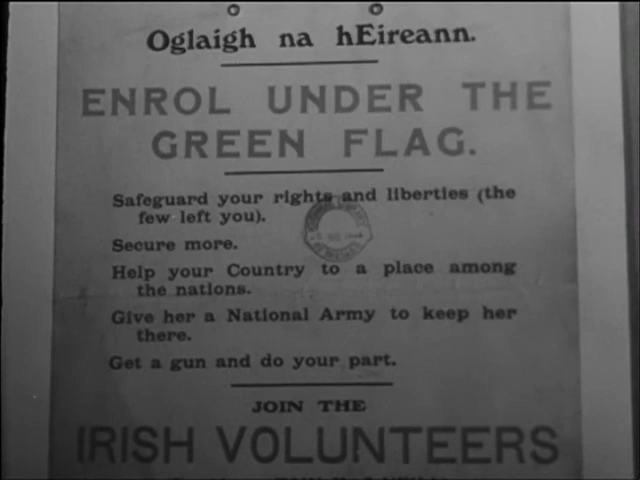 Oglaigh na hEireann.
ENROL UNDER THE
GREEN FLAG.
Safeguard your rights and liberties (the
few left you).
Secure more.
Help your Country to a place among
the nations.
Give her a National Army to keep her
there.
Get a gun and do your part.
JOIN THE
IRISH VOLUNTEERS